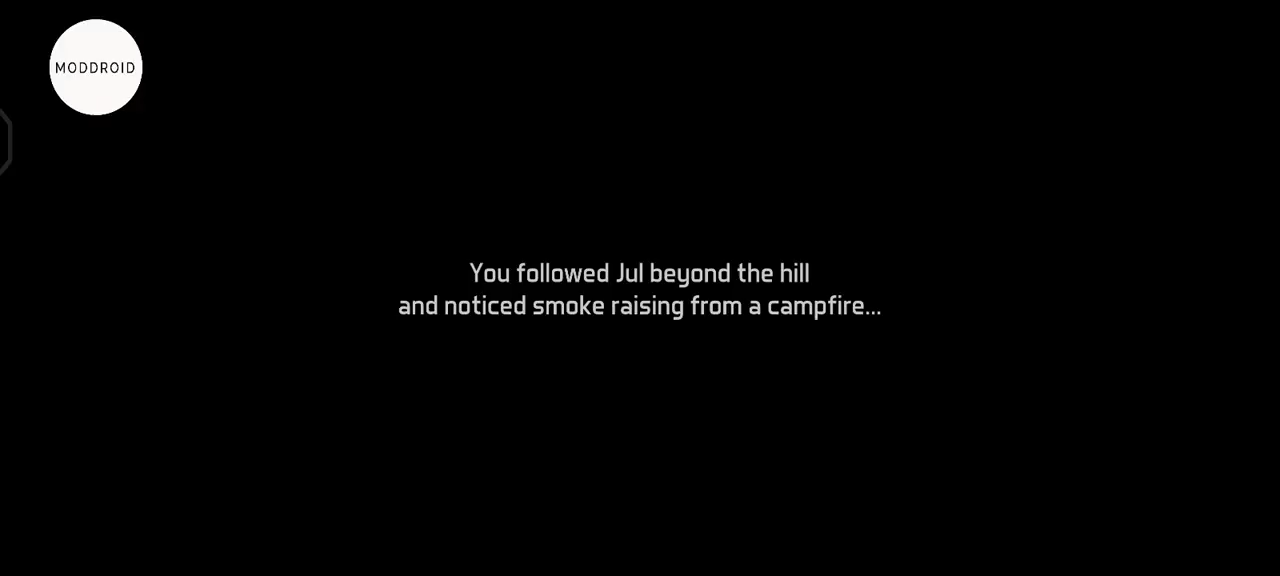 MODDROID
You followed Jul beyond the hill
and noticed smoke raising from a campfire...